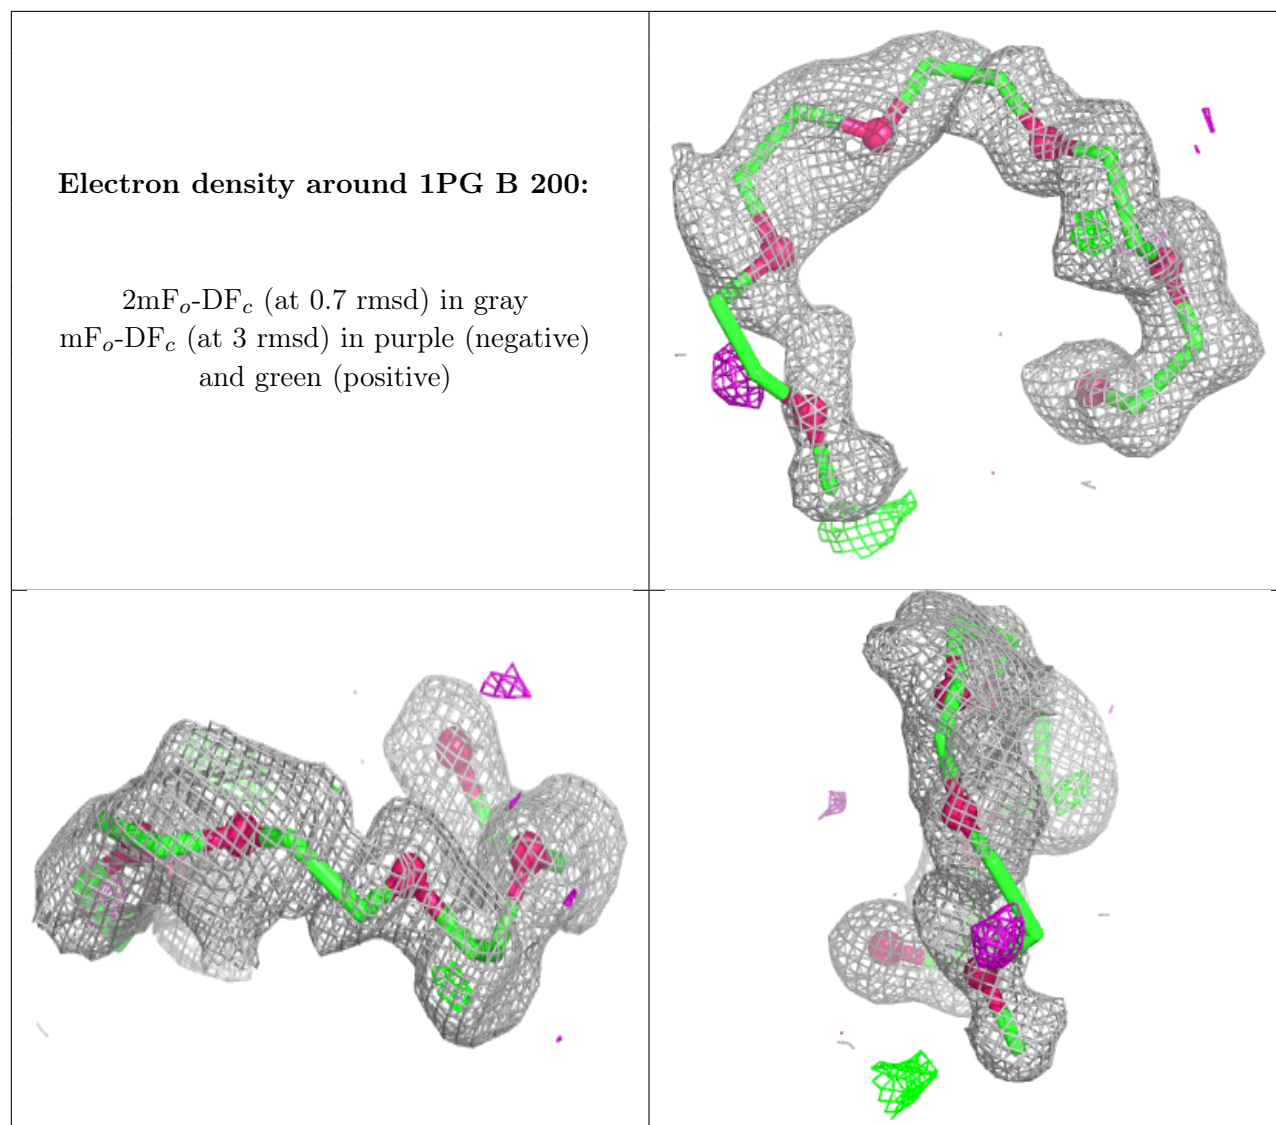 Electron density around 1PG B 200:
2mFo-DFc (at 0.7 rmsd) in gray
mFo-DFc (at 3 rmsd) in purple (negative)
and green (positive)